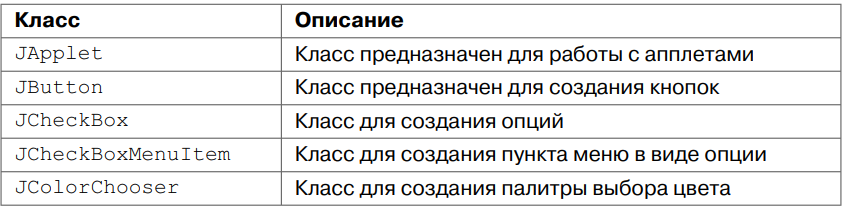 Класс Описание
JApplet Класс предназначен для работы с апплетами
JButton Класс предназначен для создания кнопок
JCheckBox Класс для создания опций
JCheckBoxMenuItem Класс для создания пункта меню в виде опции
JColorChooser Класс для создания палитры выбора цвета